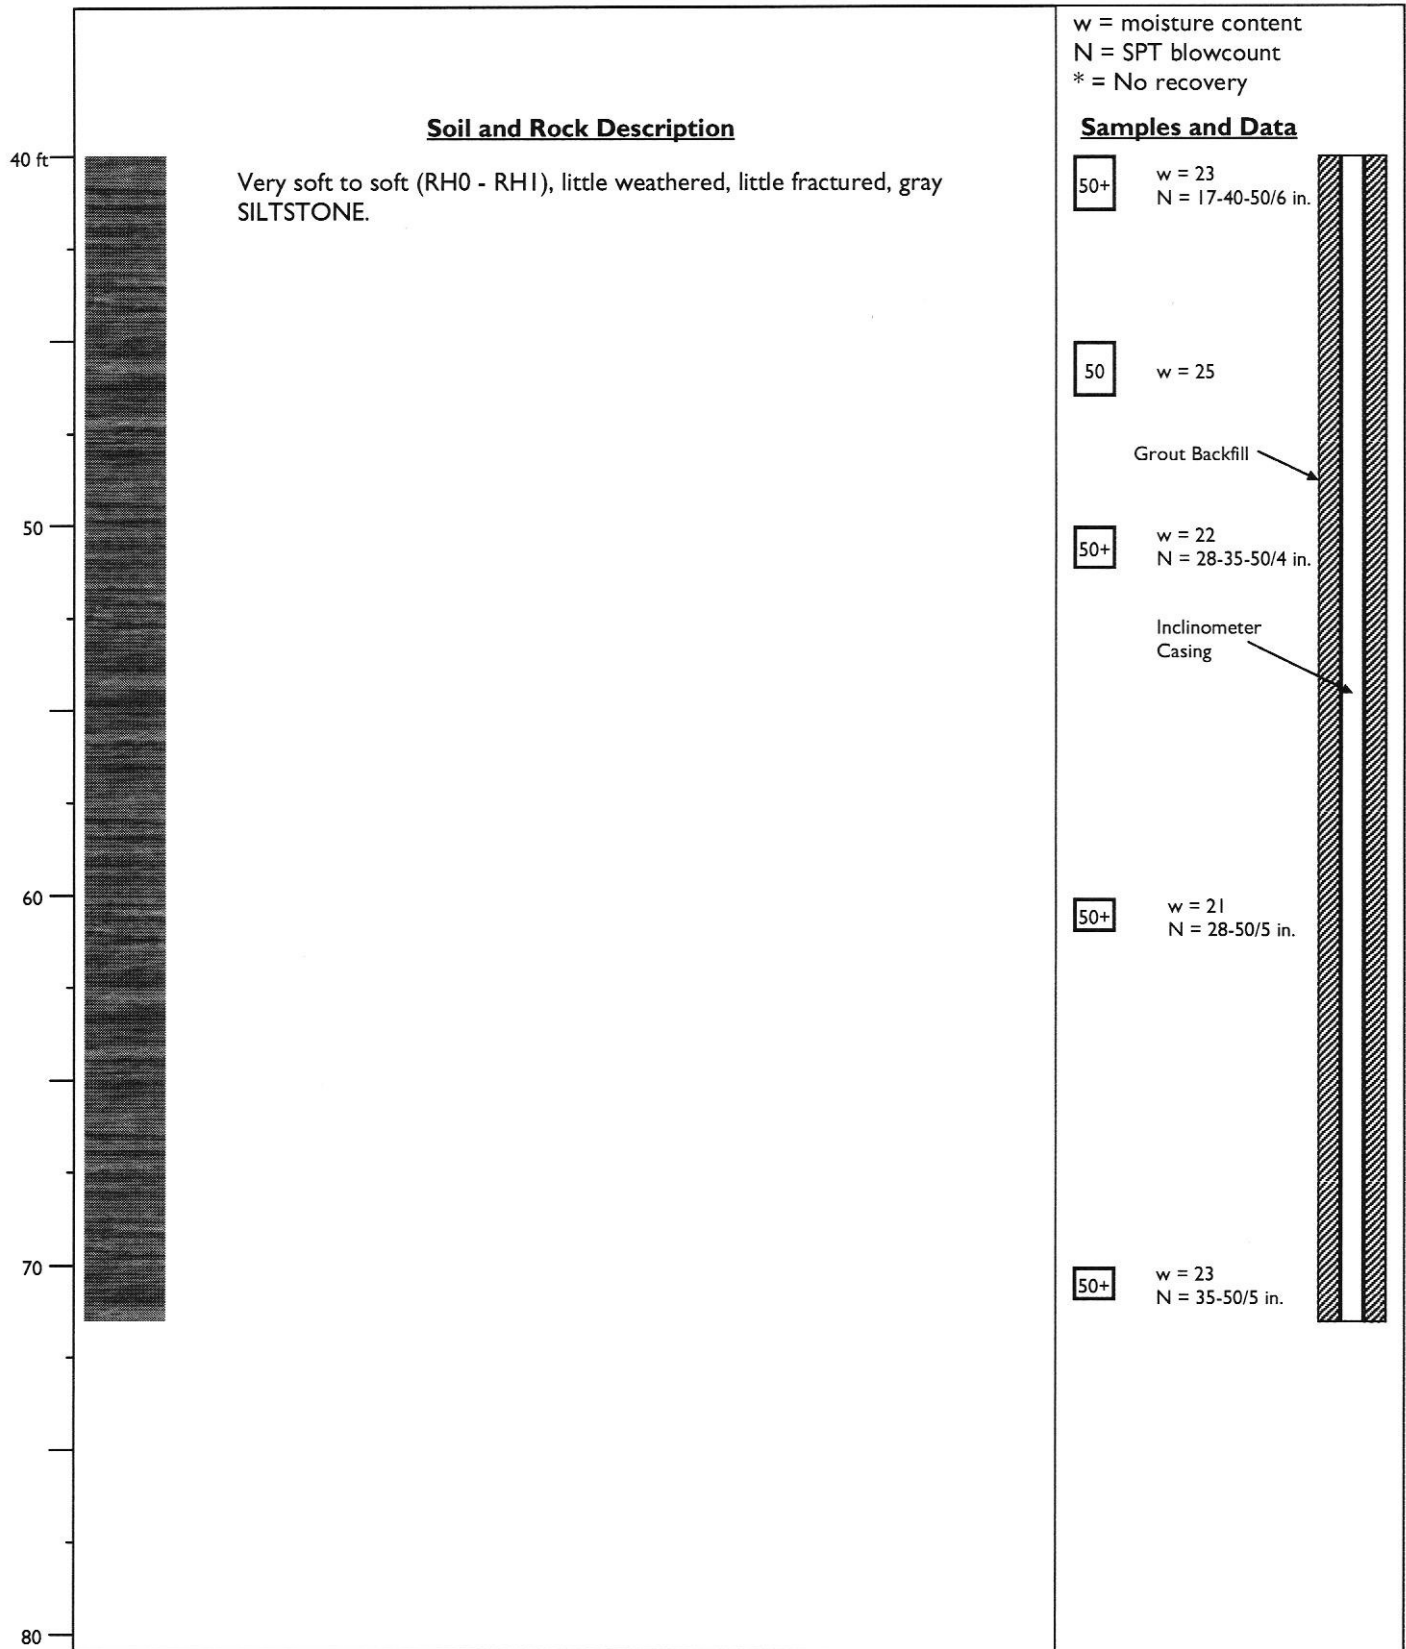 w = moisture content
N = SPT blowcount
* = No recovery
Soil and Rock Description
Samples and Data
40 ft
Very soft to soft (RH0 - RH1), little weathered, little fractured, gray
SILTSTONE.
50+
w = 23
N = 17-40-50/6 in.
50
w = 25
Grout Backfill
50
50+
w = 22
N = 28-35-50/4 in.
Inclinometer
Casing
60
50+
w = 21
N = 28-50/5 in.
70
50+
w = 23
N = 35-50/5 in.
80